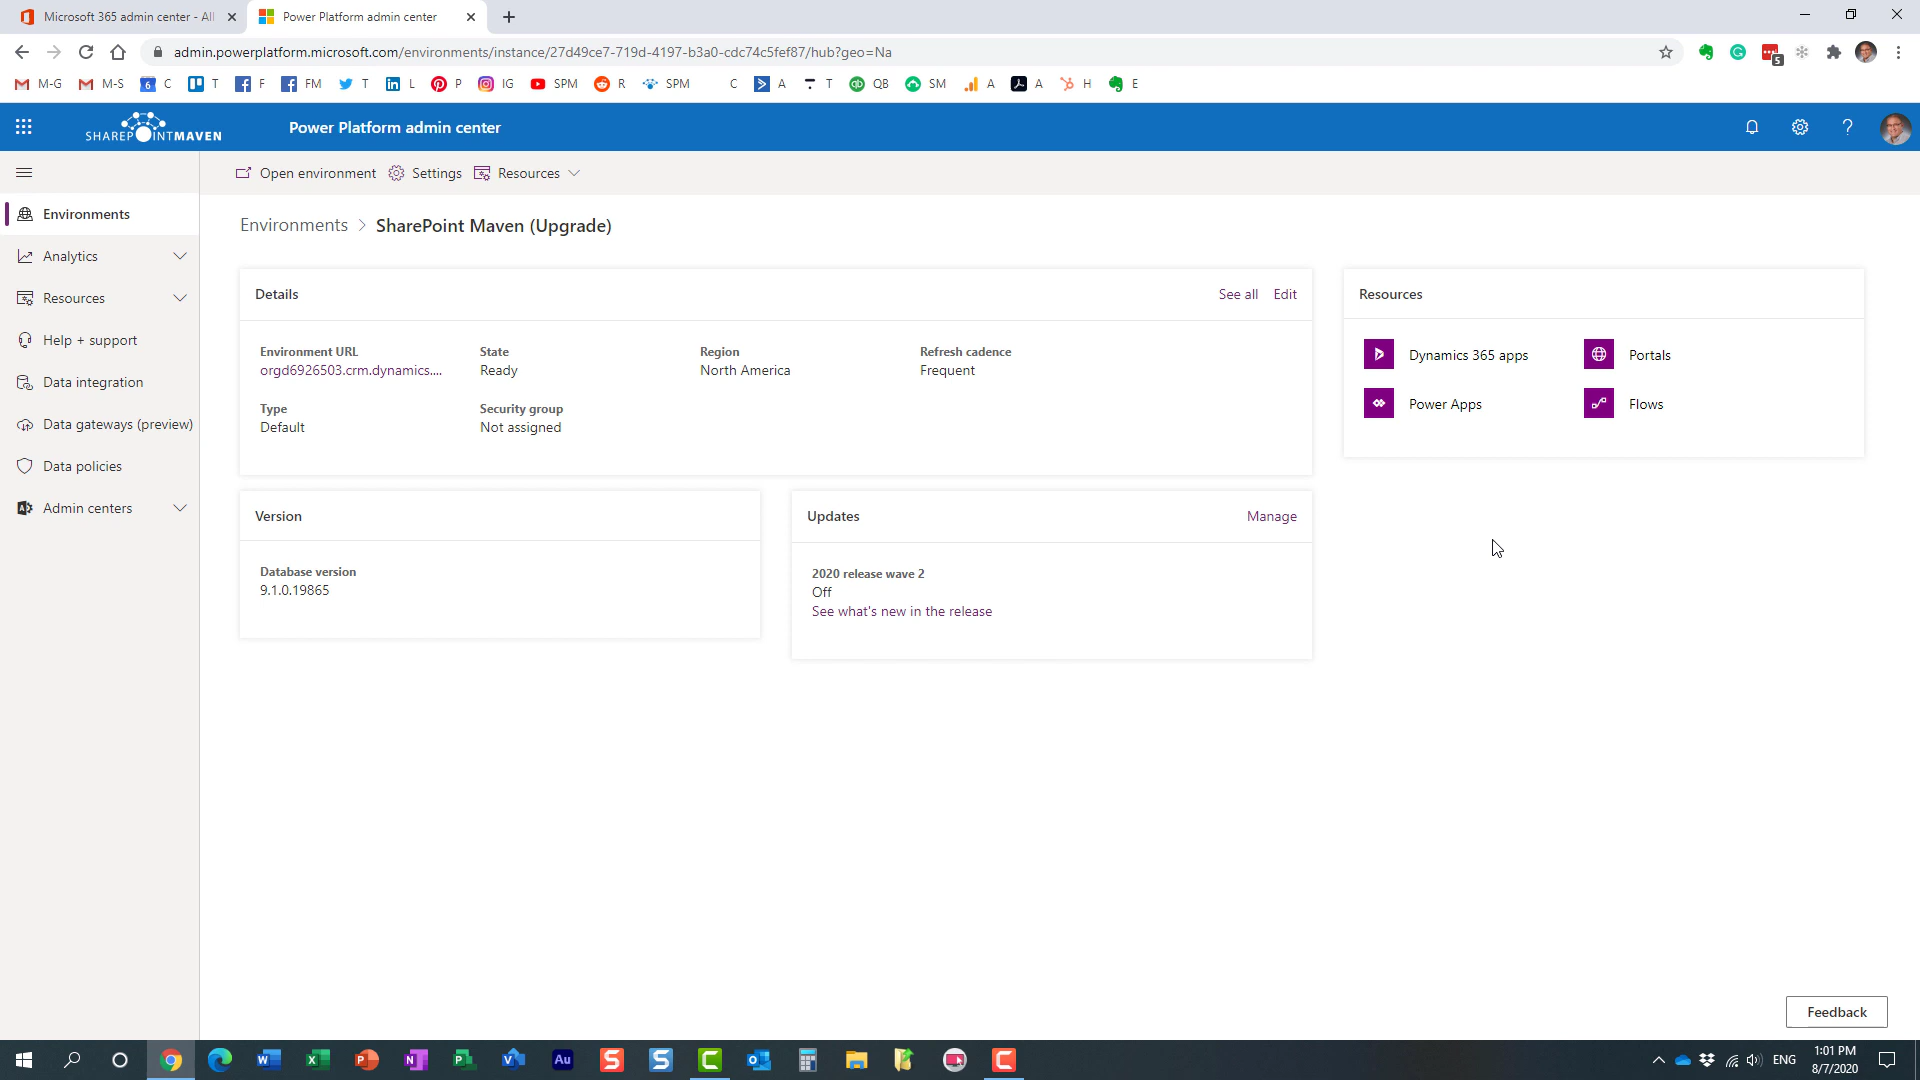 Microsoft 365 admin center - All
Power Platform admin center
admin.powerplatform.microsoft.com/environments/instance/27d49ce7-719d-4197-b3a0-cdc74c5fef87/hub?geo=Na
5
M-G
M-S
6 C
T
F
FM
T
L
P
IG
SPM
R
SPM
C
A
T
QB
SM
A
A
H
E
SHAREPOINTMAVEN
Power Platform admin center
Open environment
Settings
Resources
Environments
Analytics
Resources
Help + support
Data integration
Data gateways (preview)
Data policies
Admin centers
Environments > SharePoint Maven (Upgrade)
Details
See all
Edit
Environment URL
orgd6926503.crm.dynamics....
State
Ready
Region
North America
Refresh cadence
Frequent
Type
Default
Security group
Not assigned
Resources
Dynamics 365 apps
Portals
Power Apps
Flows
Version
Database version
9.1.0.19865
Updates
Manage
2020 release wave 2
Off
See what's new in the release
Feedback
Au
ENG
1:01 PM
8/7/2020